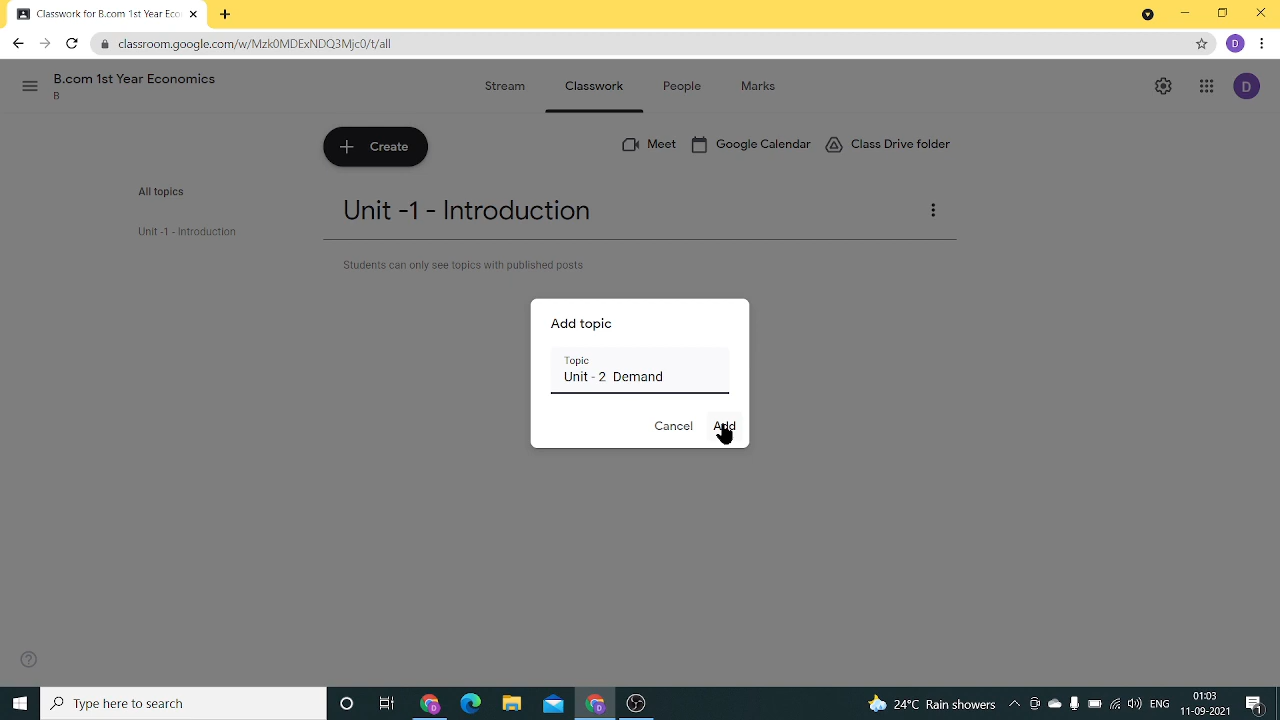 Classwork for B.com 1st Year Eco
classroom.google.com/w/Mzk0MDExNDQ3Mjc0/t/all
D
B.com 1st Year Economics
B
Stream
Classwork
People
Marks
D
Create
Meet
Google Calendar
Class Drive folder
All topics
Unit -1 - Introduction
Unit -1 - Introduction
Students can only see topics with published posts
Add topic
Topic
Unit - 2 Demand
Cancel
Add
Type here to search
24°C Rain showers
ENG
01:03
11-09-2021
1